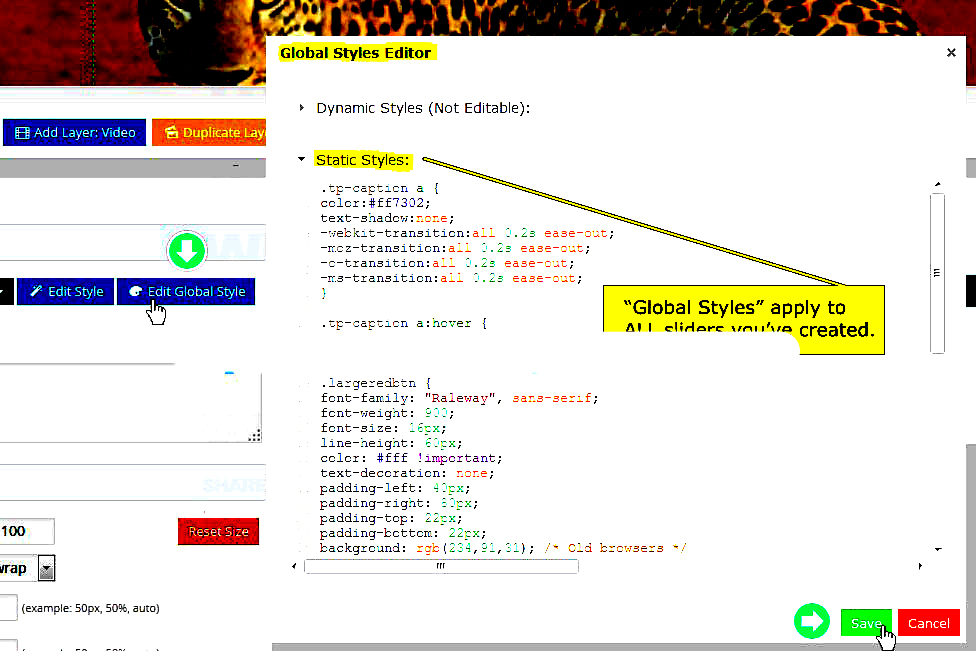 Global Styles Editor
×
Dynamic Styles (Not Editable):
Add Layer: Video
Duplicate Lay
Static Styles:
.tp-caption a {
color:#ff7302;
text-shadow:none;
-webkit-transition:all 0.2s ease-out;
-moz-transition:all 0.2s ease-out;
-o-transition:all 0.2s ease-out;
-ms-transition:all 0.2s ease-out;
}
Edit Style
Edit Global Style
.tp-caption a:hover {
“Global Styles” apply to
ALL sliders you’ve created.
.largeredbtn {
font-family: "Raleway", sans-serif;
font-weight: 900;
font-size: 16px;
line-height: 60px;
color: #fff !important;
text-decoration: none;
padding-left: 40px;
padding-right: 80px;
padding-top: 22px;
padding-bottom: 22px;
background: rgb(234,91,31); /* Old browsers */
SHARE
100
Reset Size
wrap
(example: 50px, 50%, auto)
Save
Cancel